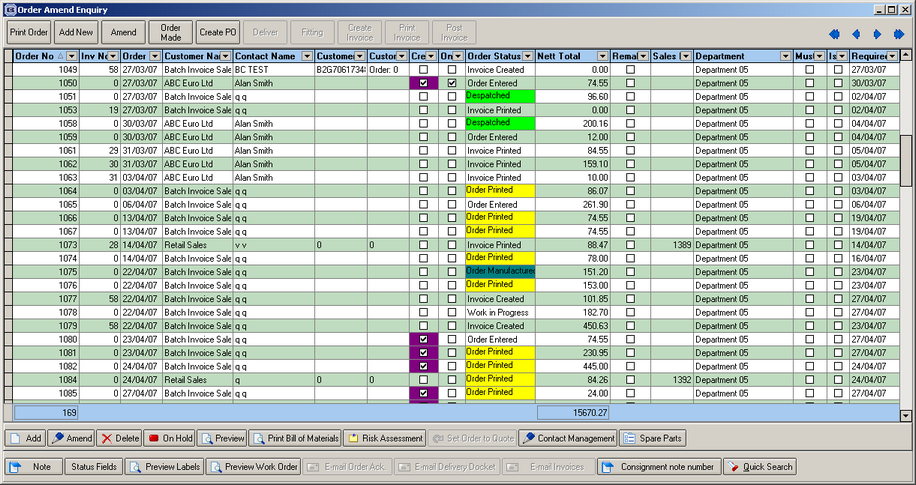 Order Amend Enquiry
Print Order Add New Amend Order Made Create PO Deliver Fitting Create Invoice Print Invoice Post Invoice
Order No Inv No Order Customer Na Contact Name Custome Custor Cre On Order Status Nett Total Rema Sales Department Must Is Require
1049 58 27/03/07 Batch Invoice Sale BC TEST B2G7061734 Order: 0 Invoice Created 0.00 Department 05 27/03/07
1050 0 27/03/07 ABC Euro Ltd Alan Smith Order Entered 74.55 Department 05 30/03/07
1051 0 27/03/07 Batch Invoice Sale q q Despatched 96.60 Department 05 02/04/07
1053 19 27/03/07 Batch Invoice Sale q q Invoice Printed 0.00 Department 05 02/04/07
1058 0 30/03/07 ABC Euro Ltd Alan Smith Despatched 200.16 Department 05 04/04/07
1059 0 30/03/07 ABC Euro Ltd Alan Smith Order Entered 12.00 Department 05 04/04/07
1061 29 31/03/07 ABC Euro Ltd Alan Smith Invoice Printed 84.55 Department 05 05/04/07
1062 30 31/03/07 ABC Euro Ltd Alan Smith Invoice Printed 159.10 Department 05 05/04/07
1063 31 03/04/07 ABC Euro Ltd Alan Smith Invoice Printed 10.00 Department 05 03/04/07
1064 0 03/04/07 Batch Invoice Sale q q Order Printed 86.07 Department 05 03/04/07
1065 0 06/04/07 Batch Invoice Sale q q Order Entered 261.90 Department 05 06/04/07
1066 0 13/04/07 Batch Invoice Sale q q Order Printed 74.55 Department 05 19/04/07
1067 0 13/04/07 Batch Invoice Sale q q Order Printed 74.55 Department 05 19/04/07
1073 28 14/04/07 Retail Sales v v 0 0 Invoice Printed 88.47 1389 Department 05 14/04/07
1074 0 14/04/07 Batch Invoice Sale q q Order Printed 78.00 Department 05 16/04/07
1075 0 22/04/07 Batch Invoice Sale q q Order Manufacture 151.20 Department 05 23/04/07
1076 0 22/04/07 Batch Invoice Sale q q Order Printed 153.00 Department 05 23/04/07
1077 58 22/04/07 Batch Invoice Sale q q Invoice Created 101.85 Department 05 27/04/07
1078 0 22/04/07 Batch Invoice Sale q q Work in Progress 182.70 Department 05 27/04/07
1079 58 22/04/07 Batch Invoice Sale q q Invoice Created 450.63 Department 05 23/04/07
1080 0 23/04/07 Batch Invoice Sale q q Order Entered 74.55 Department 05 27/04/07
1081 0 23/04/07 Batch Invoice Sale q q Order Printed 230.95 Department 05 27/04/07
1082 0 24/04/07 Batch Invoice Sale q q Order Printed 445.00 Department 05 27/04/07
1084 0 24/04/07 Retail Sales q 0 0 Order Printed 84.26 1392 Department 05 24/04/07
1085 0 27/04/07 Batch Invoice Sale q q Order Printed 24.00 Department 05 27/04/07
169 15670.27
Add Amend Delete On Hold Preview Print Bill of Materials Risk Assessment Set Order to Quote Contact Management Spare Parts
Note Status Fields Preview Labels Preview Work Order E-mail Order Ack. E-mail Delivery Docket E-mail Invoices Consignment note number Quick Search